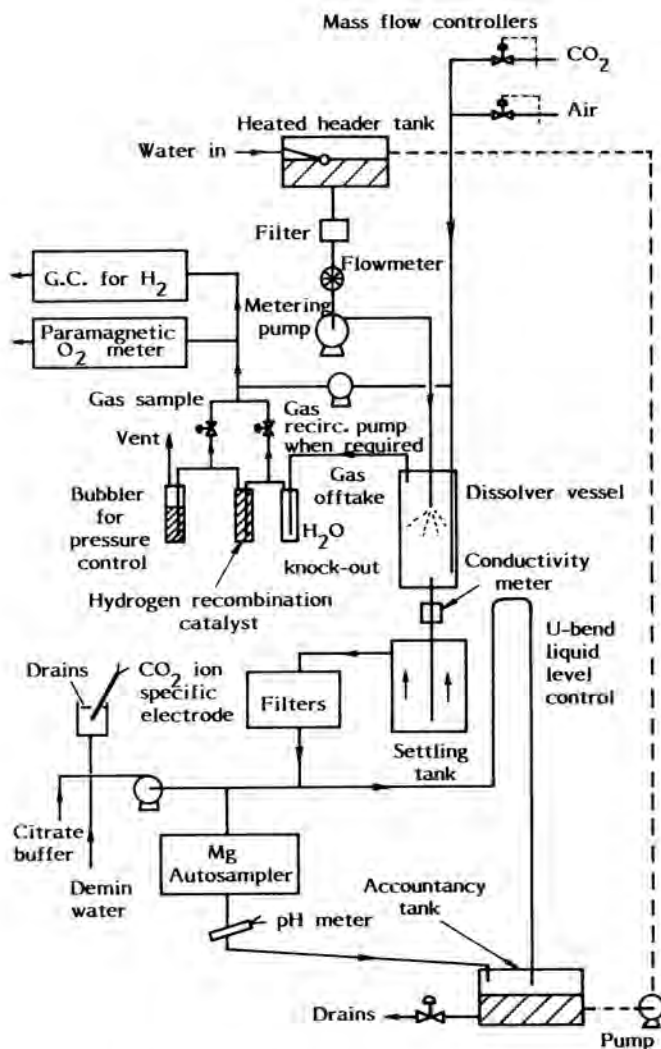 Mass flow controllers
CO2
Air
Heated header tank
Water in
Filter
Flowmeter
G.C. for H2
Metering
pump
Paramagnetic
O2 meter
Gas sample
Gas
recirc. pump
when required
Vent
Gas
offtake
Dissolver vessel
Bubbler
for
pressure
control
H2O
knock-out
Conductivity
meter
Hydrogen recombination
catalyst
U-bend
liquid
level
control
Drains
CO2 ion
specific
electrode
Filters
Settling
tank
Citrate
buffer
Mg
Autosampler
Demin
water
Accountancy
tank
pH meter
Drains
Pump